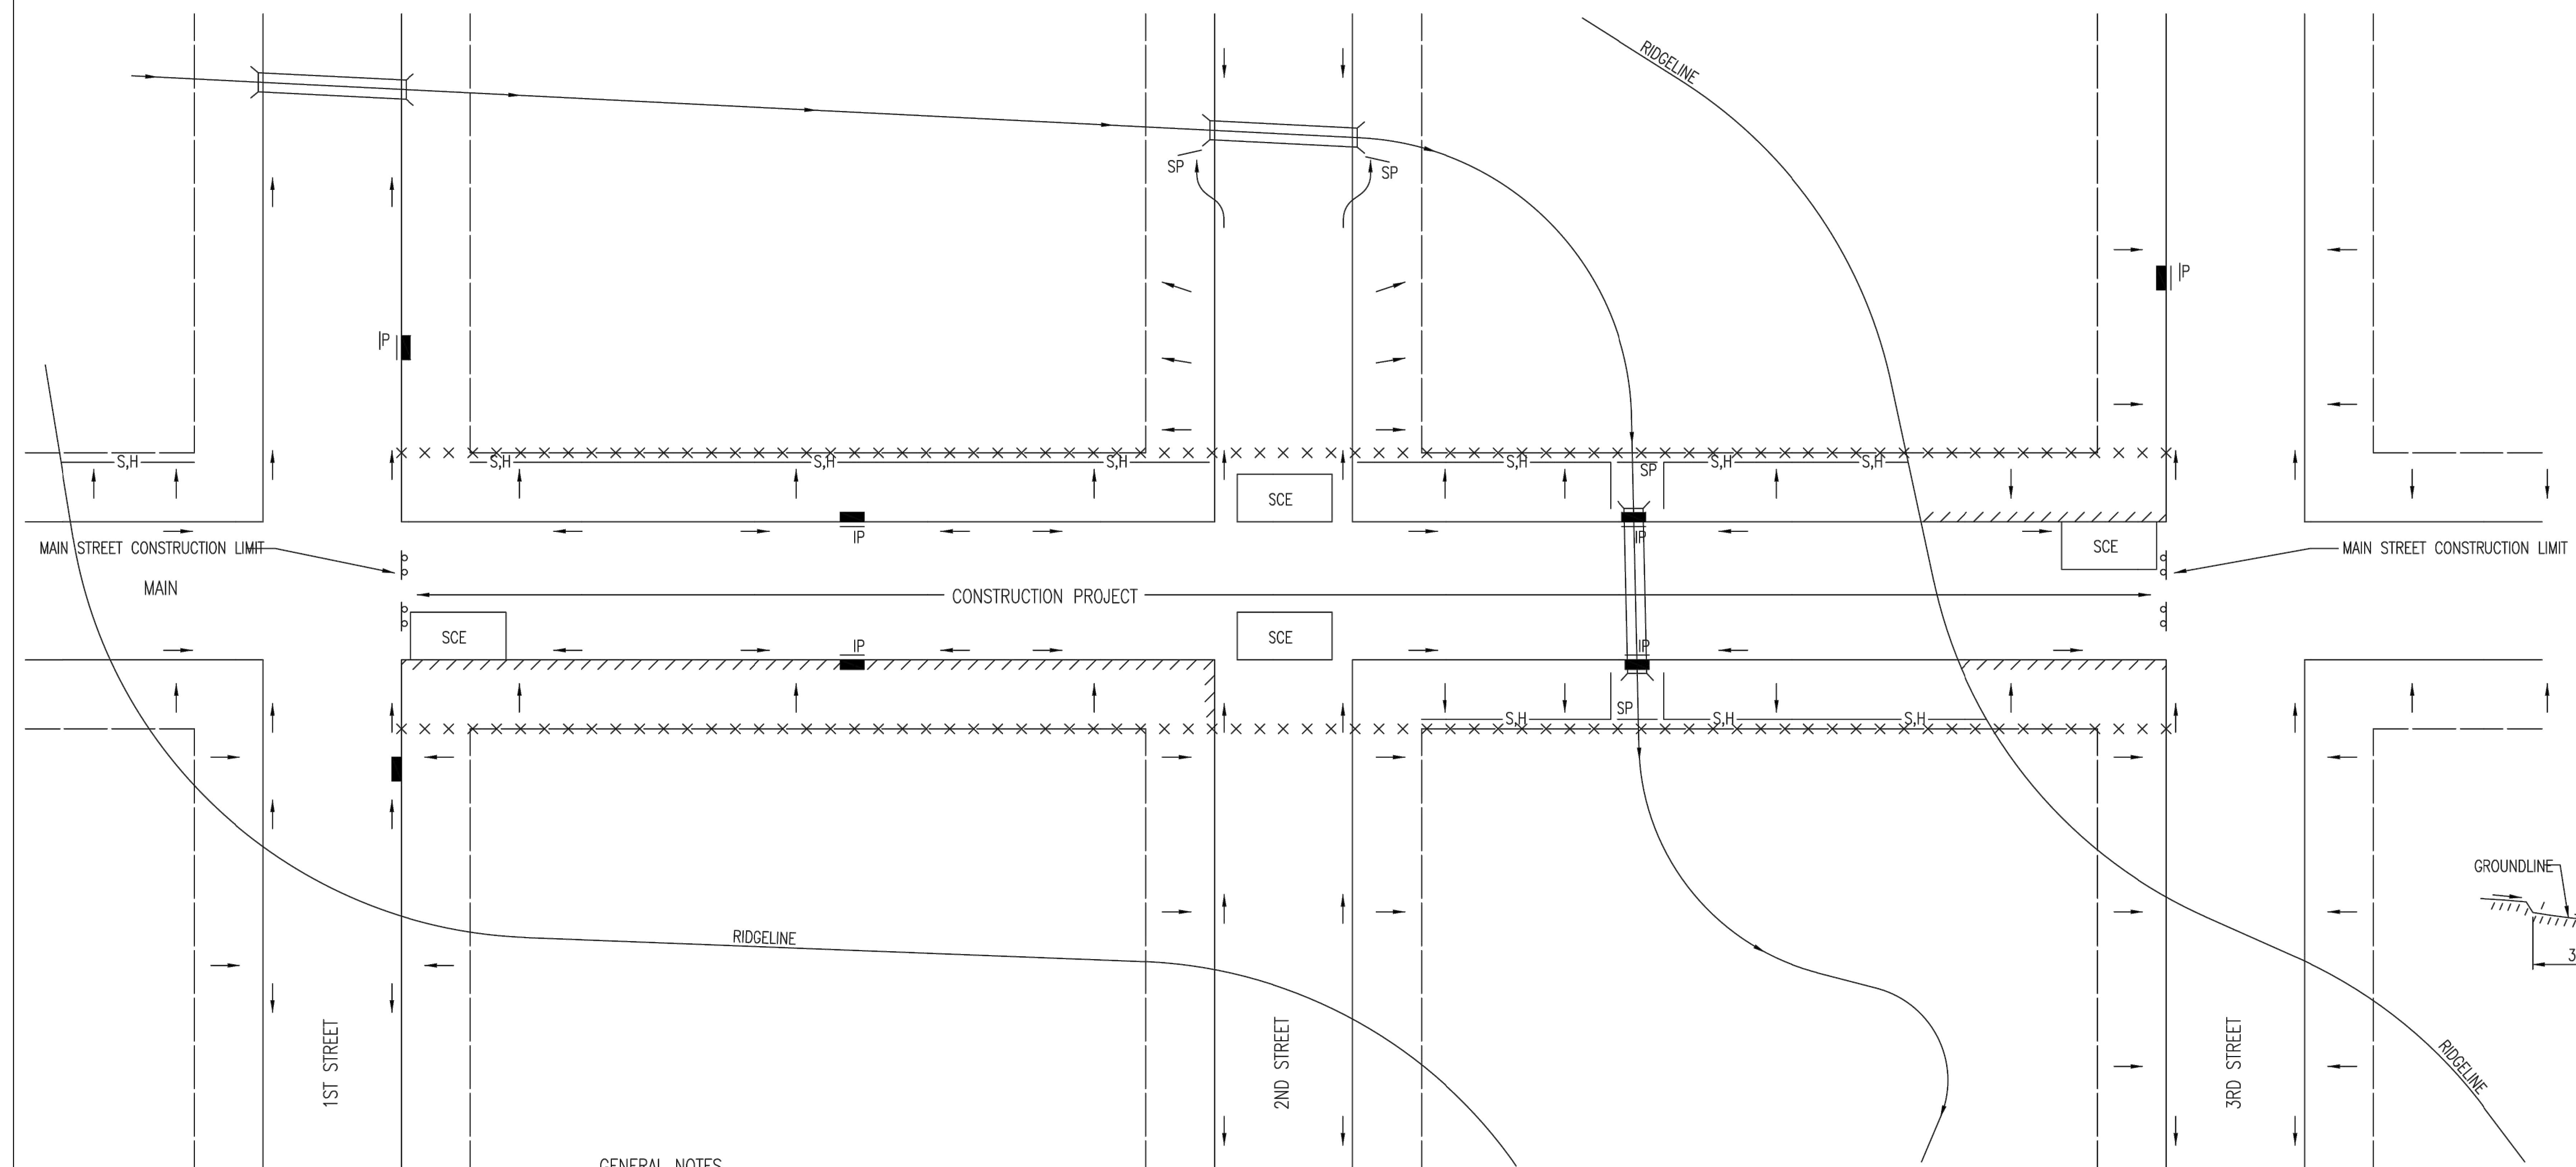 RIDGELINE
SP
SP
IP
IP
S,H
S,H
S,H
S,H
S,H
SP
S,H
S,H
SCE
IP
IP
MAIN STREET CONSTRUCTION LIMIT
SCE
MAIN STREET CONSTRUCTION LIMIT
MAIN
CONSTRUCTION PROJECT
SCE
SCE
IP
IP
SP
S,H
S,H
S,H
GROUNDLINE
RIDGELINE
3
1ST STREET
2ND STREET
3RD STREET
RIDGELINE
GENERAL NOTES